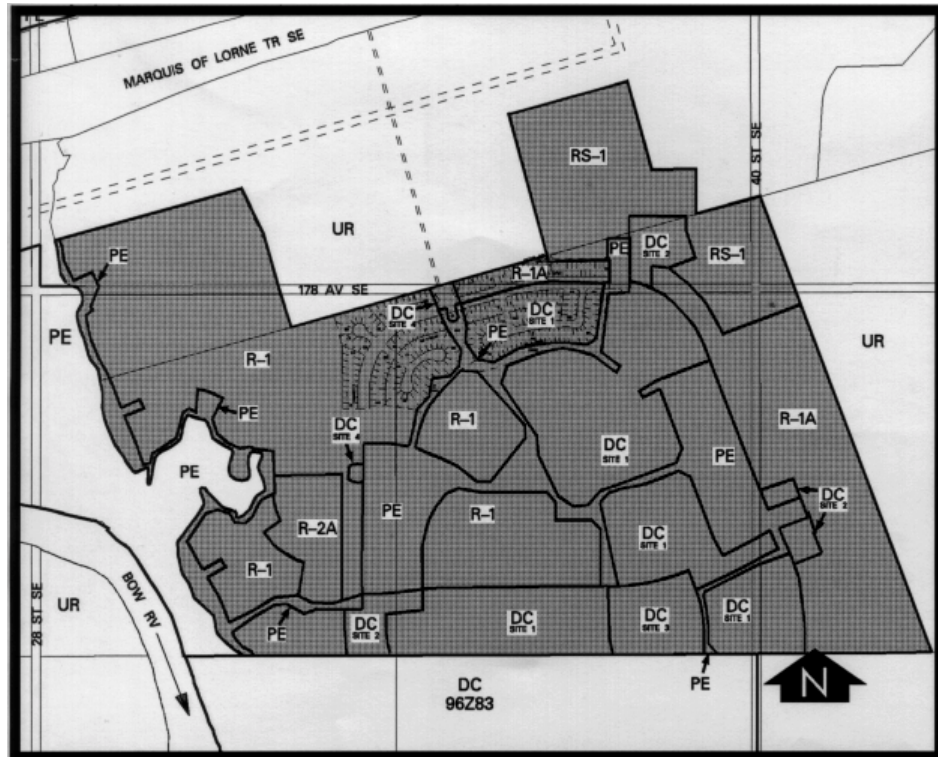 MARQUIS OF LORNE TR SE
40 ST SE
RS–1
UR
PE
PE
DC
SITE 2
RS–1
R–1A
178 AV SE
DC
SITE 4
DC
SITE 1
PE
PE
UR
R–1
PE
R–1
R–1A
DC
SITE 4
DC
SITE 1
PE
PE
DC
SITE 2
R–2A
PE
R–1
DC
SITE 1
R–1
28 ST SE
UR
BOW RV
PE
DC
SITE 2
DC
SITE 1
DC
SITE 3
DC
SITE 1
PE
N
DC
96Z83